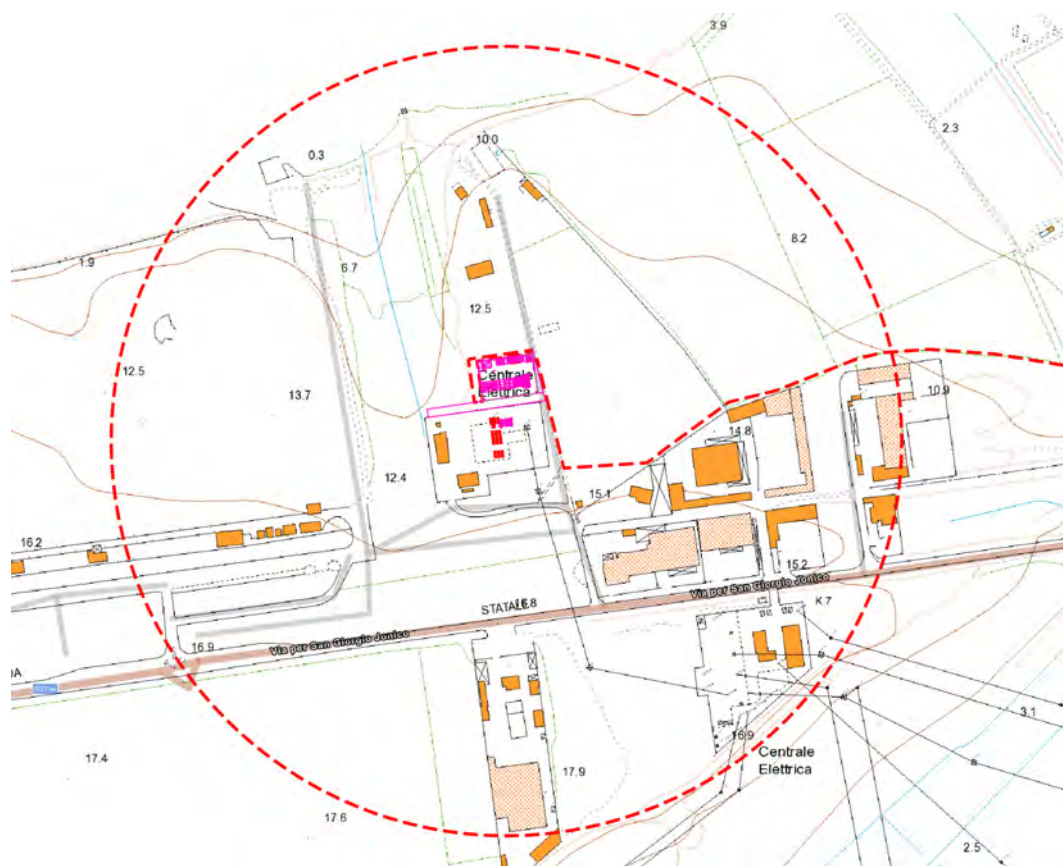 3.9
2.3
10.0
0.3
8.2
1.9
6.7
12.5
12.5
Centrale
Elettrica
13.7
10.9
14.8
12.4
15.1
16.2
15.2
Via per San Giorgio Jonico
STATALE
K.7
Via per San Giorgio Jonico
16.9
3.1
16.9
Centrale
Elettrica
17.4
17.9
17.6
2.5